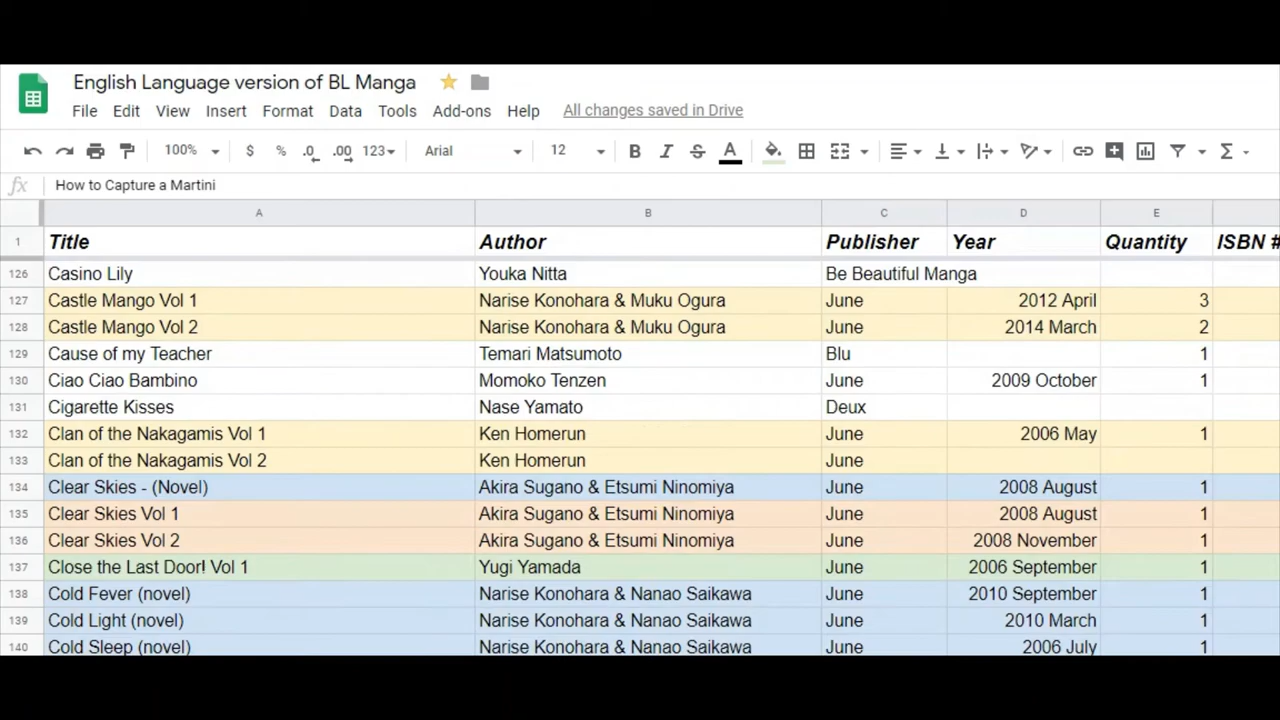 English Language version of BL Manga
File Edit View Insert Format Data Tools Add-ons Help All changes saved in Drive
100% $ % .0 .00 123 Arial 12 B I S A Σ
fx How to Capture a Martini
A B C D E
1 Title Author Publisher Year Quantity ISBN #
126 Casino Lily Youka Nitta Be Beautiful Manga
127 Castle Mango Vol 1 Narise Konohara & Muku Ogura June 2012 April 3
128 Castle Mango Vol 2 Narise Konohara & Muku Ogura June 2014 March 2
129 Cause of my Teacher Temari Matsumoto Blu 1
130 Ciao Ciao Bambino Momoko Tenzen June 2009 October 1
131 Cigarette Kisses Nase Yamato Deux
132 Clan of the Nakagamis Vol 1 Ken Homerun June 2006 May 1
133 Clan of the Nakagamis Vol 2 Ken Homerun June
134 Clear Skies - (Novel) Akira Sugano & Etsumi Ninomiya June 2008 August 1
135 Clear Skies Vol 1 Akira Sugano & Etsumi Ninomiya June 2008 August 1
136 Clear Skies Vol 2 Akira Sugano & Etsumi Ninomiya June 2008 November 1
137 Close the Last Door! Vol 1 Yugi Yamada June 2006 September 1
138 Cold Fever (novel) Narise Konohara & Nanao Saikawa June 2010 September 1
139 Cold Light (novel) Narise Konohara & Nanao Saikawa June 2010 March 1
140 Cold Sleep (novel) Narise Konohara & Nanao Saikawa June 2006 July 1